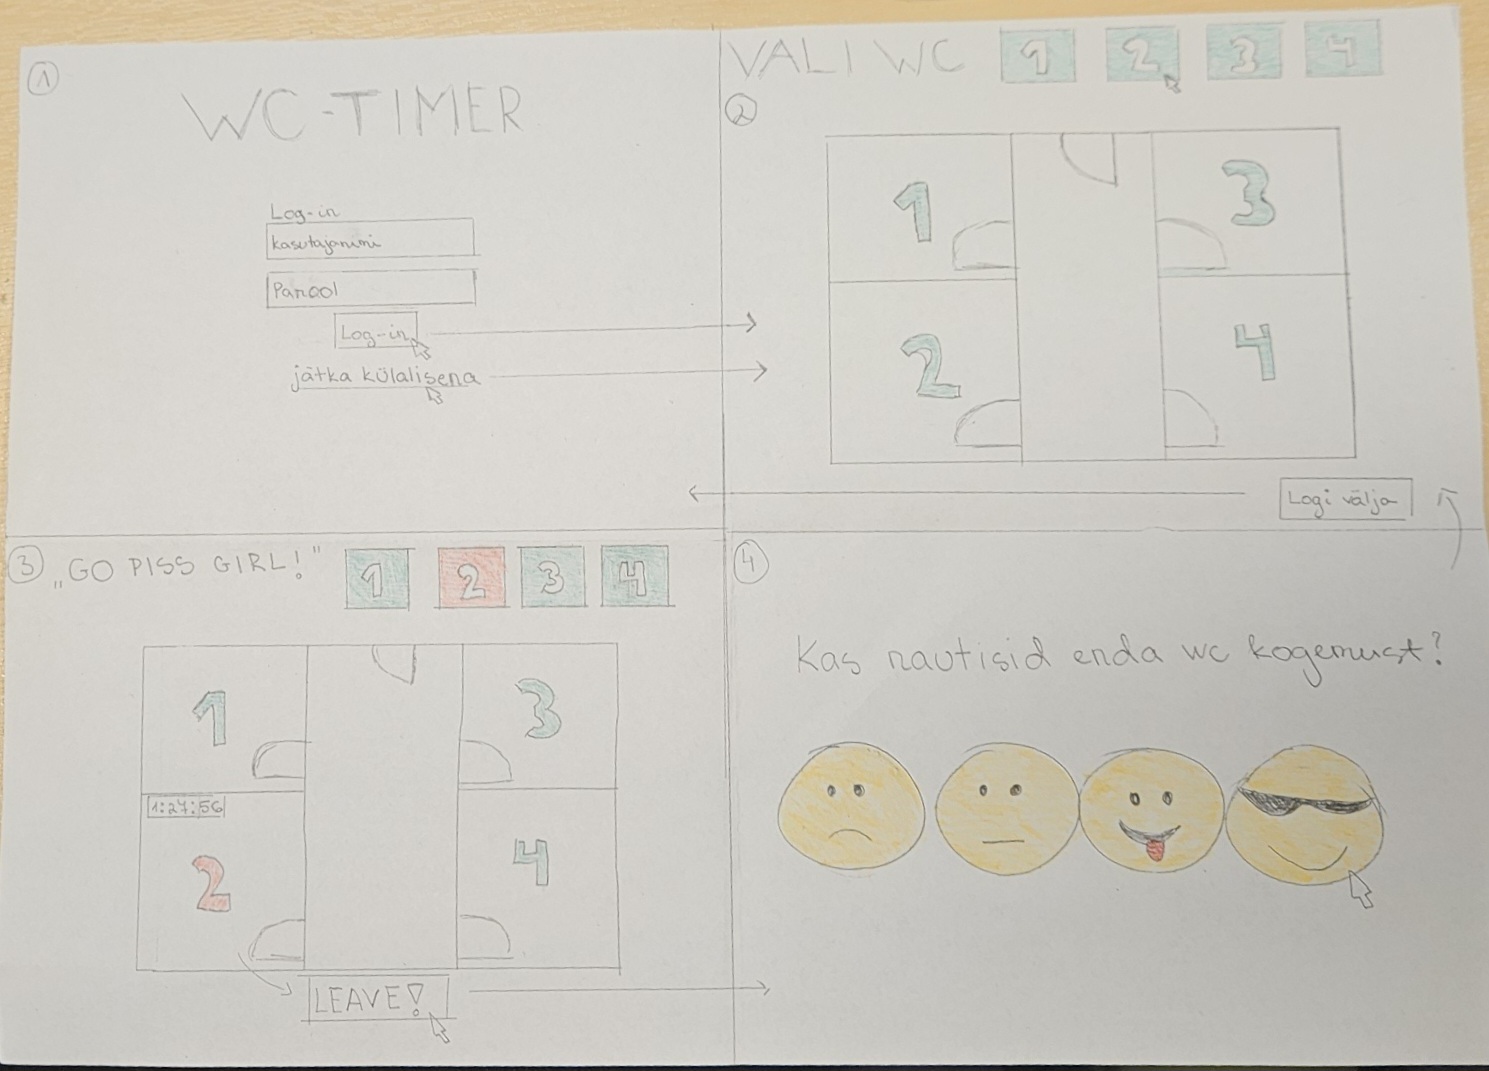 1
WC-TIMER
Log-in
kasutajanimi
Parool
Log-in
jätka külalisena
VALI WC 1 2 3 4
2
1 3
2 4
Logi välja
3 „GO PISS GIRL!” 1 2 3 4
1 3
1:27:56
2 4
LEAVE!
4
Kas nautisid enda wc kogemust?